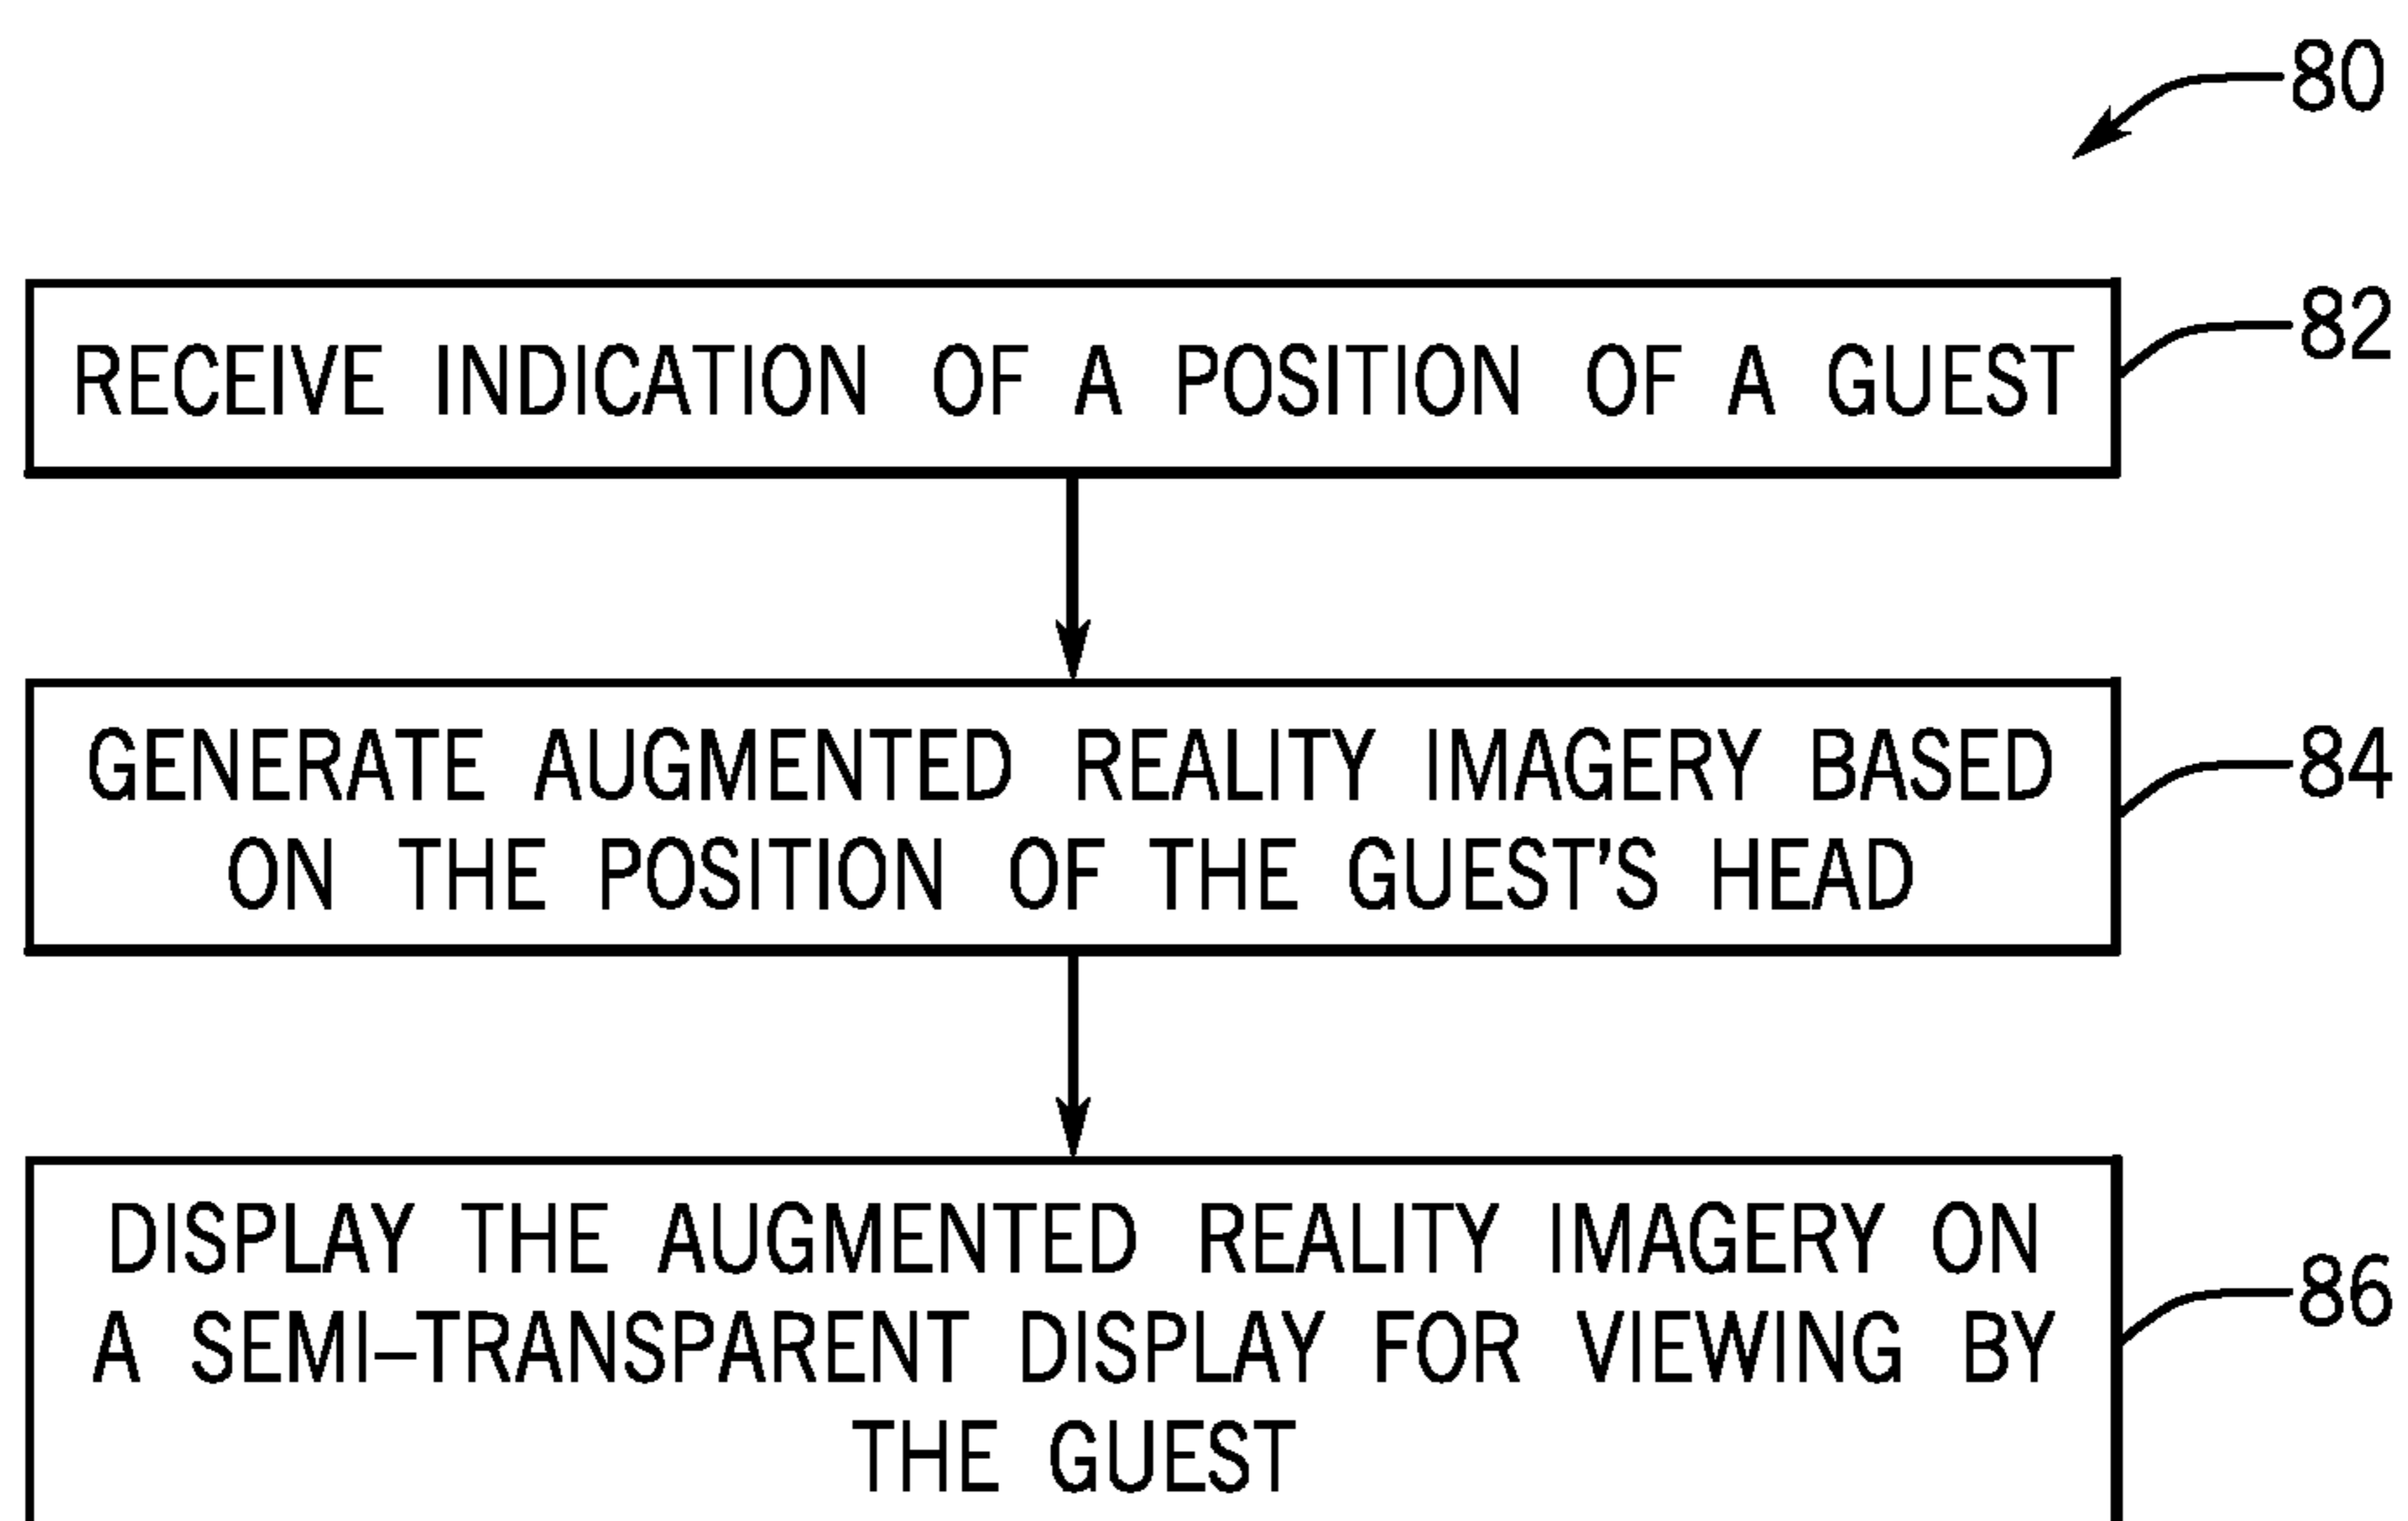 80
RECEIVE INDICATION OF A POSITION OF A GUEST
82
GENERATE AUGMENTED REALITY IMAGERY BASED
ON THE POSITION OF THE GUEST'S HEAD
84
DISPLAY THE AUGMENTED REALITY IMAGERY ON
A SEMI–TRANSPARENT DISPLAY FOR VIEWING BY
THE GUEST
86